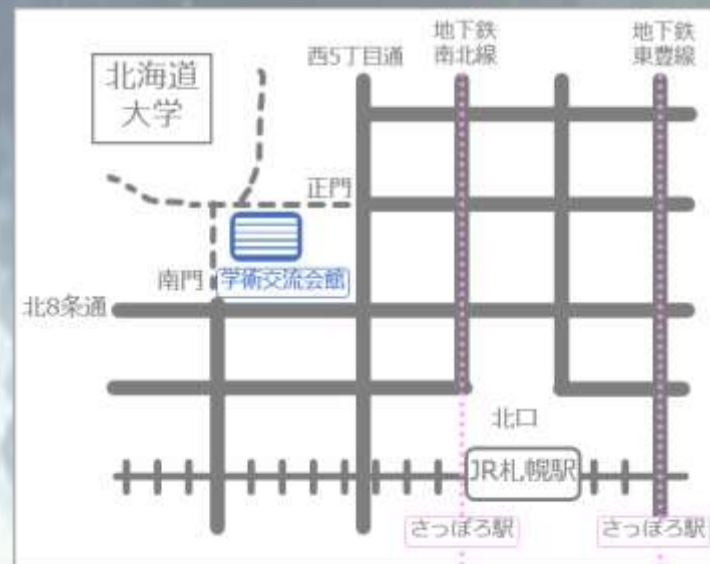 地下鉄
南北線
地下鉄
東豊線
西5丁目通
北海道
大学
正門
南門
学術交流会館
北8条通
北口
JR札幌駅
さっぽろ駅
さっぽろ駅